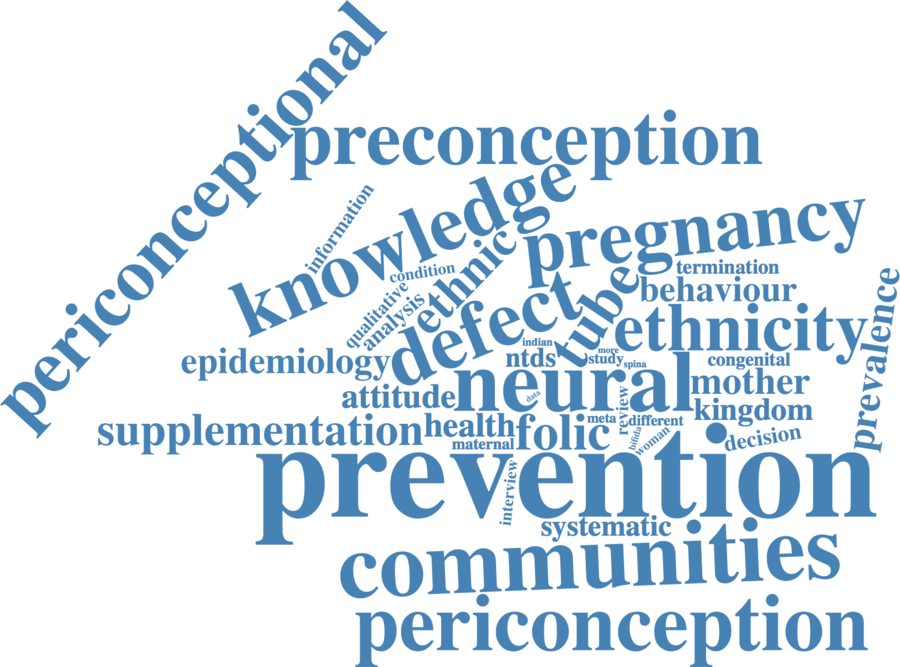 periconceptional
preconception
knowledge
information
pregnancy
ethnic
condition
termination
qualitative
analysis
defect
tube
behaviour
ethnicity
prevalence
epidemiology
indian
ntds
more
study
spina
congenital
neural
mother
attitude
data
kingdom
supplementation
health
folic
meta
review
different
maternal
bifida
woman
decision
prevention
interview
systematic
communities
periconception